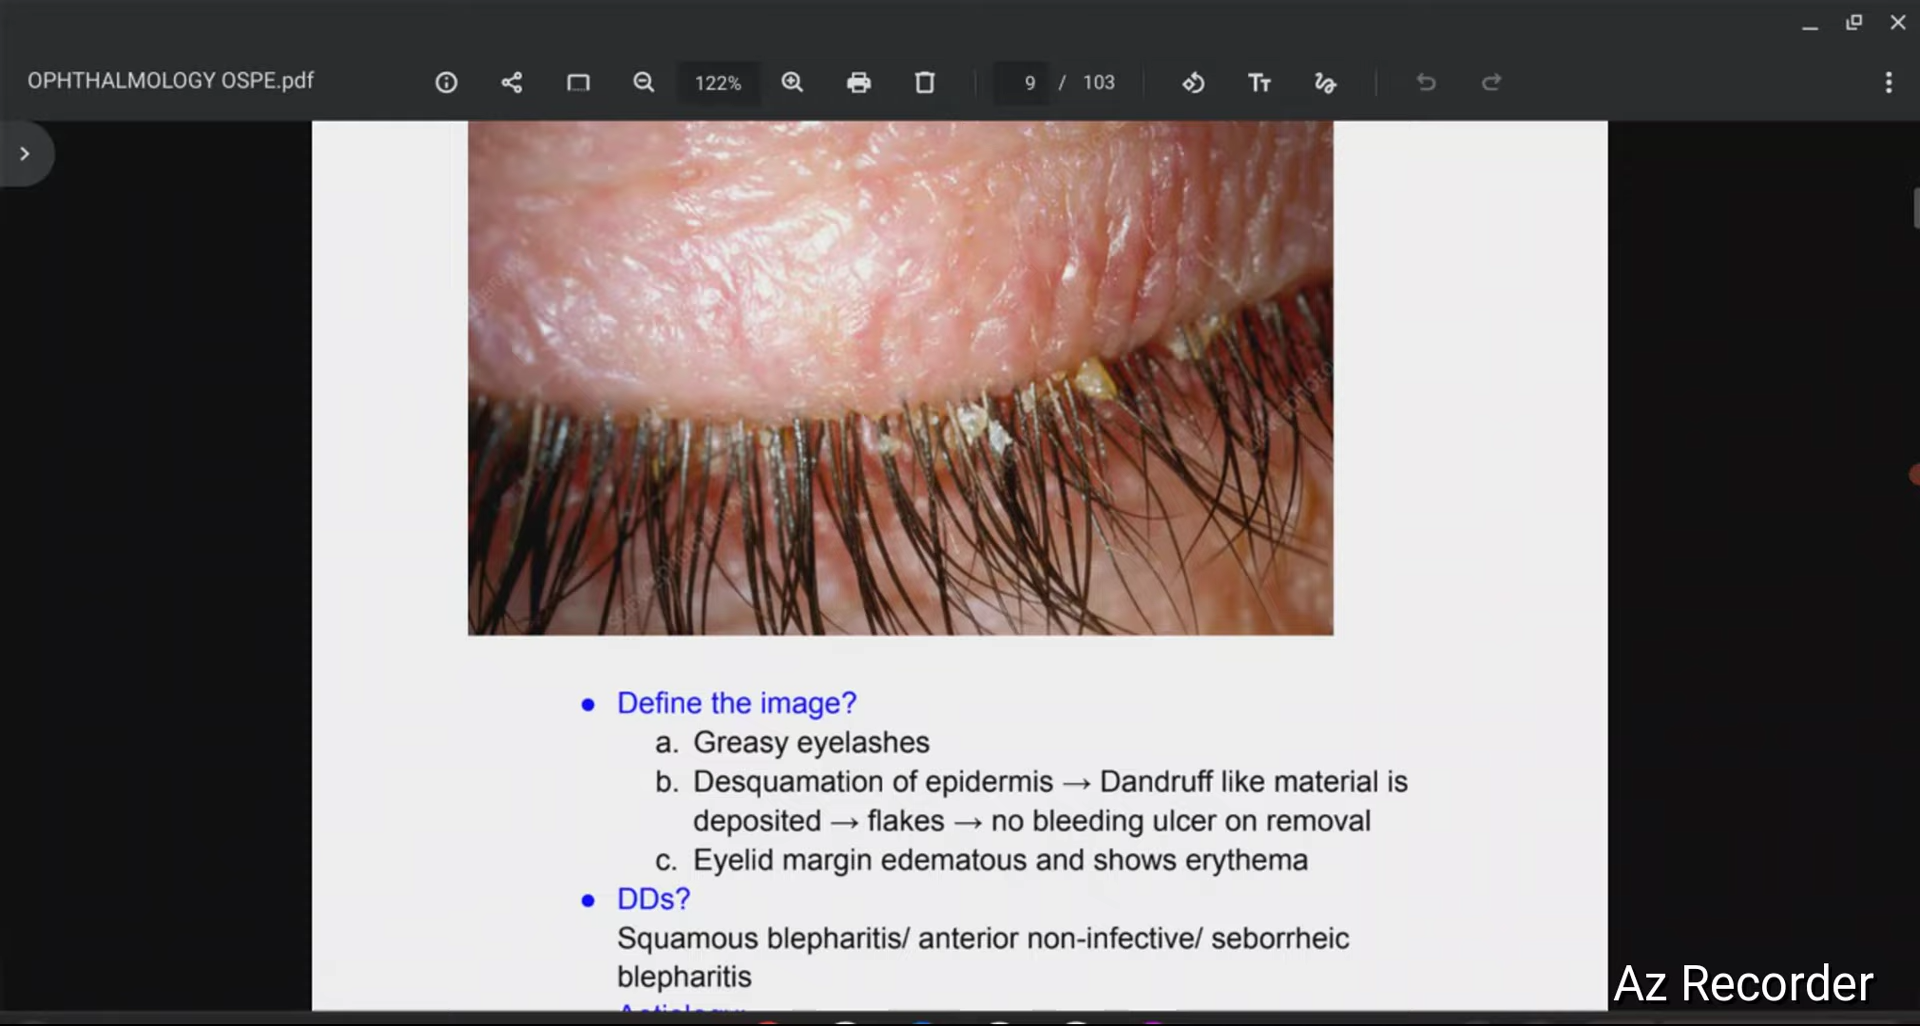 OPHTHALMOLOGY OSPE.pdf
122%
9 / 103
Define the image?
a. Greasy eyelashes
b. Desquamation of epidermis → Dandruff like material is
deposited → flakes → no bleeding ulcer on removal
c. Eyelid margin edematous and shows erythema
DDs?
Squamous blepharitis/ anterior non-infective/ seborrheic
blepharitis
Az Recorder